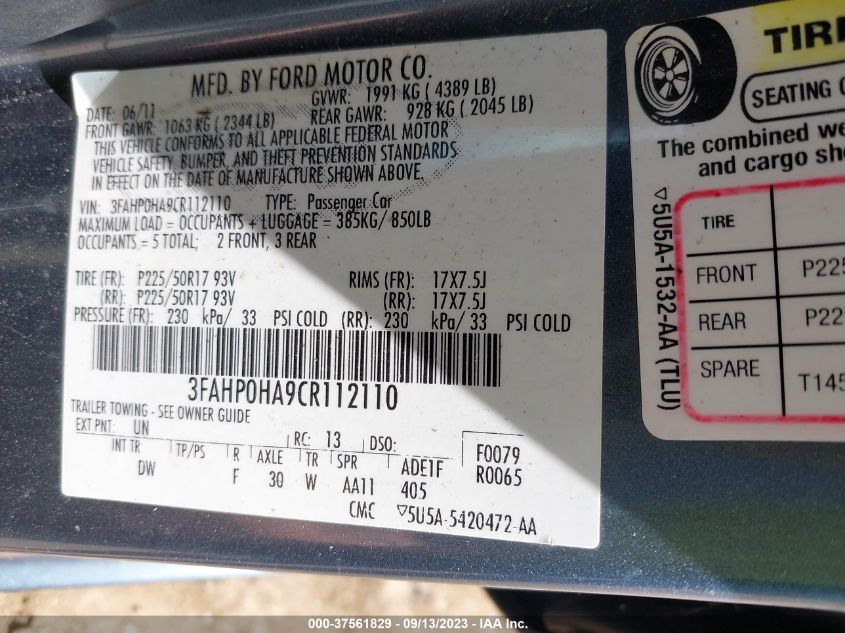 MFD. BY FORD MOTOR CO.
DATE: 06/11 GVWR: 1991 KG ( 4389 LB)
FRONT GAWR: 1063 KG ( 2344 LB) REAR GAWR: 928 KG ( 2045 LB)
THIS VEHICLE CONFORMS TO ALL APPLICABLE FEDERAL MOTOR
VEHICLE SAFETY, BUMPER, AND THEFT PREVENTION STANDARDS
IN EFFECT ON THE DATE OF MANUFACTURE SHOWN ABOVE.
VIN: 3FAHP0HA9CR112110 TYPE: Passenger Car
MAXIMUM LOAD = OCCUPANTS + LUGGAGE = 385KG/ 850LB
OCCUPANTS = 5 TOTAL; 2 FRONT, 3 REAR
TIRE (FR): P225/50R17 93V RIMS (FR): 17X7.5J
(RR): P225/50R17 93V (RR): 17X7.5J
PRESSURE (FR): 230 kPa/ 33 PSI COLD (RR): 230 kPa/ 33 PSI COLD
3FAHP0HA9CR112110
TRAILER TOWING - SEE OWNER GUIDE
EXT PNT: UN RC: 13 DSO: F0079
INT TR TP/PS R AXLE TR SPR ADE1F R0065
DW F 30 W AA11 405
CMC ▽5U5A-5420472-AA
TIRE
SEATING
The combined
and cargo
▽5U5A-1532-AA (TLU)
TIRE
FRONT P225
REAR P22
SPARE T145
000-37561829 - 09/13/2023 - IAA Inc.